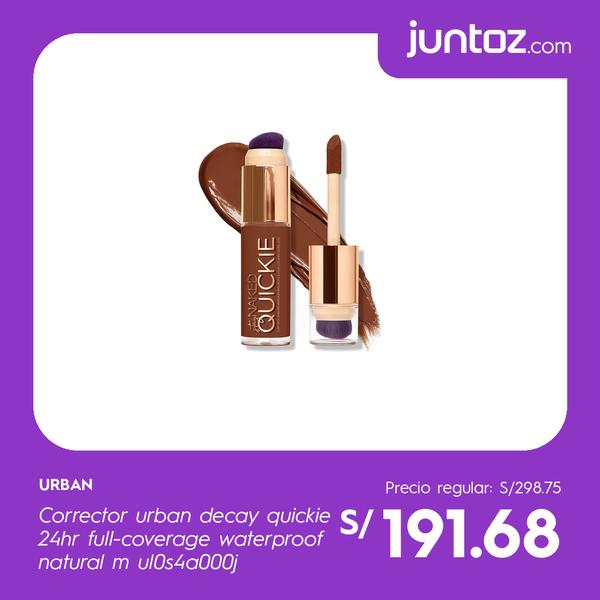 juntoz.com
NAKED
QUICKIE
URBAN
Precio regular: S/298.75
Corrector urban decay quickie
24hr full-coverage waterproof
natural m ul0s4a000j
S/191.68